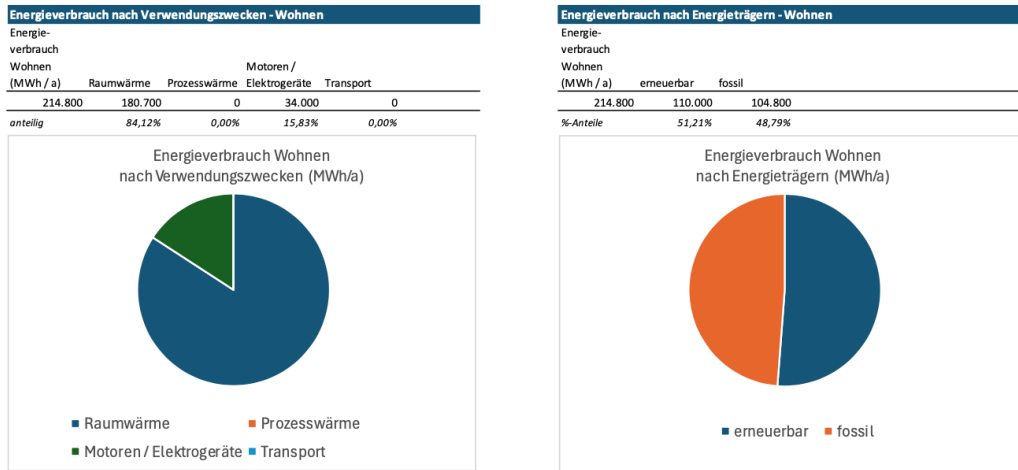 Energieverbrauch nach Verwendungszwecken - Wohnen
Energie-
verbrauch
Wohnen Motoren /
(MWh / a) Raumwärme Prozesswärme Elektrogeräte Transport
214.800 180.700 0 34.000 0
anteilig 84,12% 0,00% 15,83% 0,00%
Energieverbrauch Wohnen
nach Verwendungszwecken (MWh/a)
Raumwärme Prozesswärme
Motoren / Elektrogeräte Transport
Energieverbrauch nach Energieträgern - Wohnen
Energie-
verbrauch
Wohnen
(MWh / a) erneuerbar fossil
214.800 110.000 104.800
%-Anteile 51,21% 48,79%
Energieverbrauch Wohnen
nach Energieträgern (MWh/a)
erneuerbar fossil